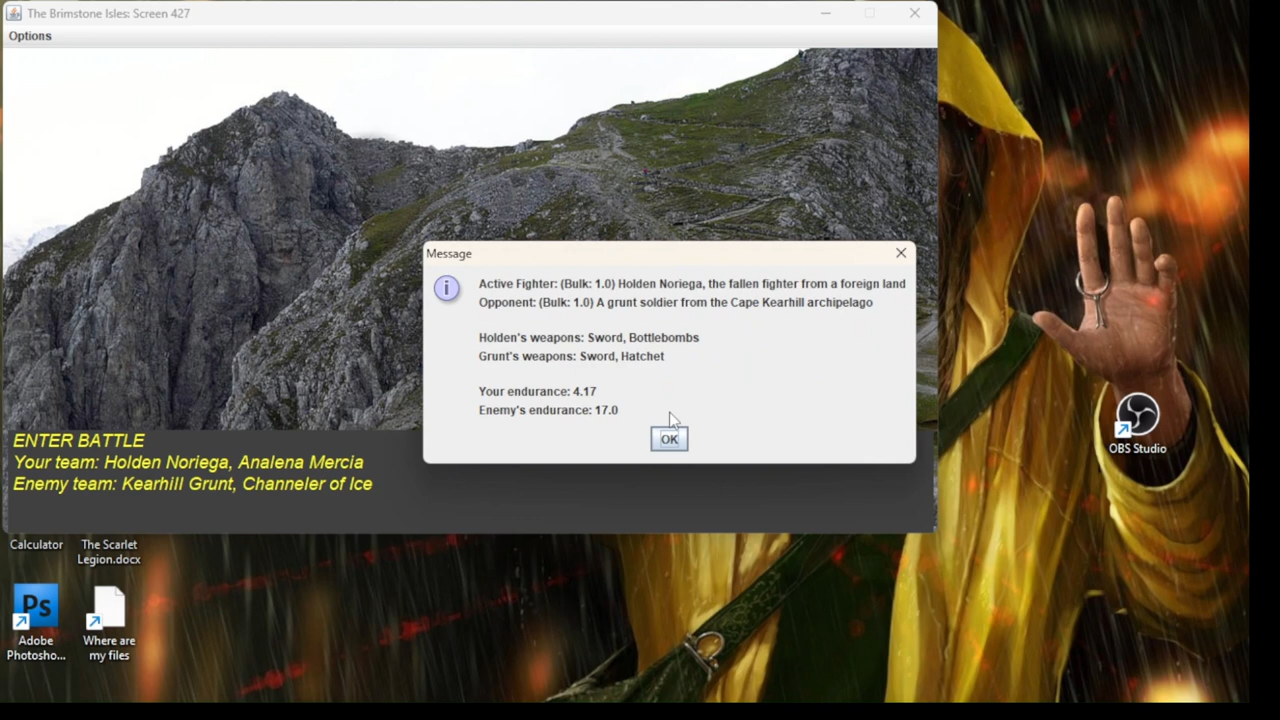 The Brimstone Isles: Screen 427
Options
Message
Active Fighter: (Bulk: 1.0) Holden Noriega, the fallen fighter from a foreign land
Opponent: (Bulk: 1.0) A grunt soldier from the Cape Kearhill archipelago
Holden's weapons: Sword, Bottlebombs
Grunt's weapons: Sword, Hatchet
Your endurance: 4.17
Enemy's endurance: 17.0
OK
ENTER BATTLE
Your team: Holden Noriega, Analena Mercia
Enemy team: Kearhill Grunt, Channeler of Ice
OBS Studio
Calculator
The Scarlet
Legion.docx
Ps
Adobe
Photosho...
Where are
my files